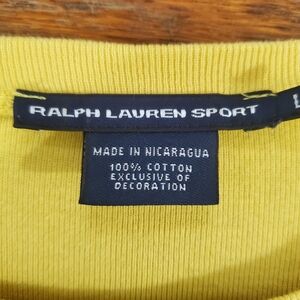 RALPH LAUREN SPORT
L
MADE IN NICARAGUA
100% COTTON
EXCLUSIVE OF
DECORATION